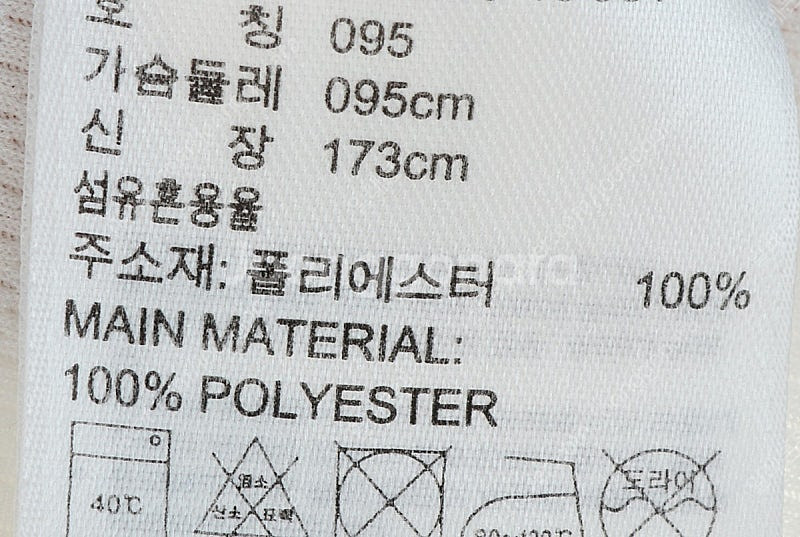 호 칭 095
가슴둘레 095cm
신 장 173cm
섬유혼용율
주소재: 폴리에스터 100%
MAIN MATERIAL:
100% POLYESTER
40℃
염소
산소 표백
드라이